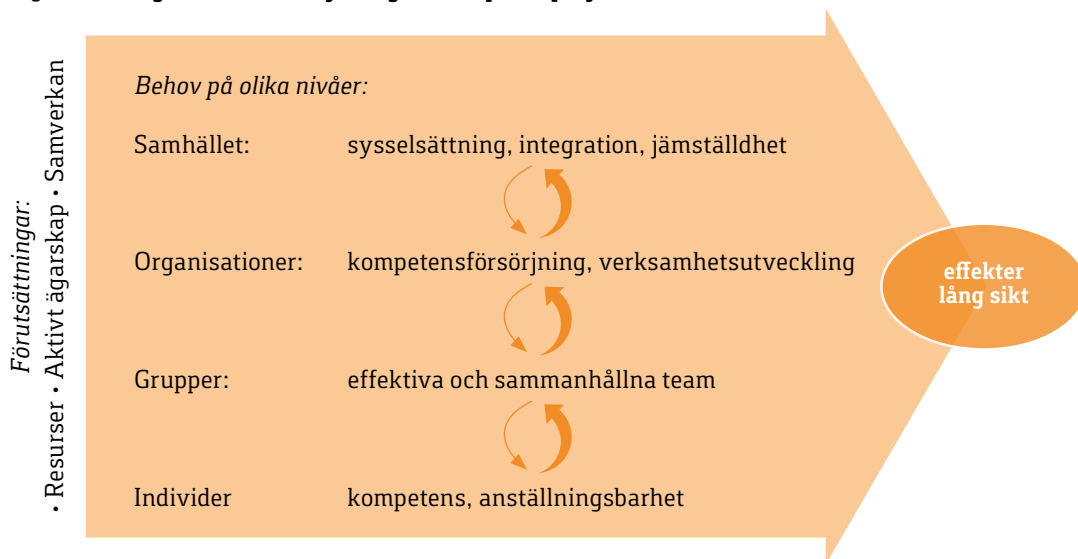 Förutsättningar:
• Resurser • Aktivt ägarskap • Samverkan
Behov på olika nivåer:
Samhället: sysselsättning, integration, jämställdhet
Organisationer: kompetensförsörjning, verksamhetsutveckling
Grupper: effektiva och sammanhållna team
Individer kompetens, anställningsbarhet
effekter
lång sikt